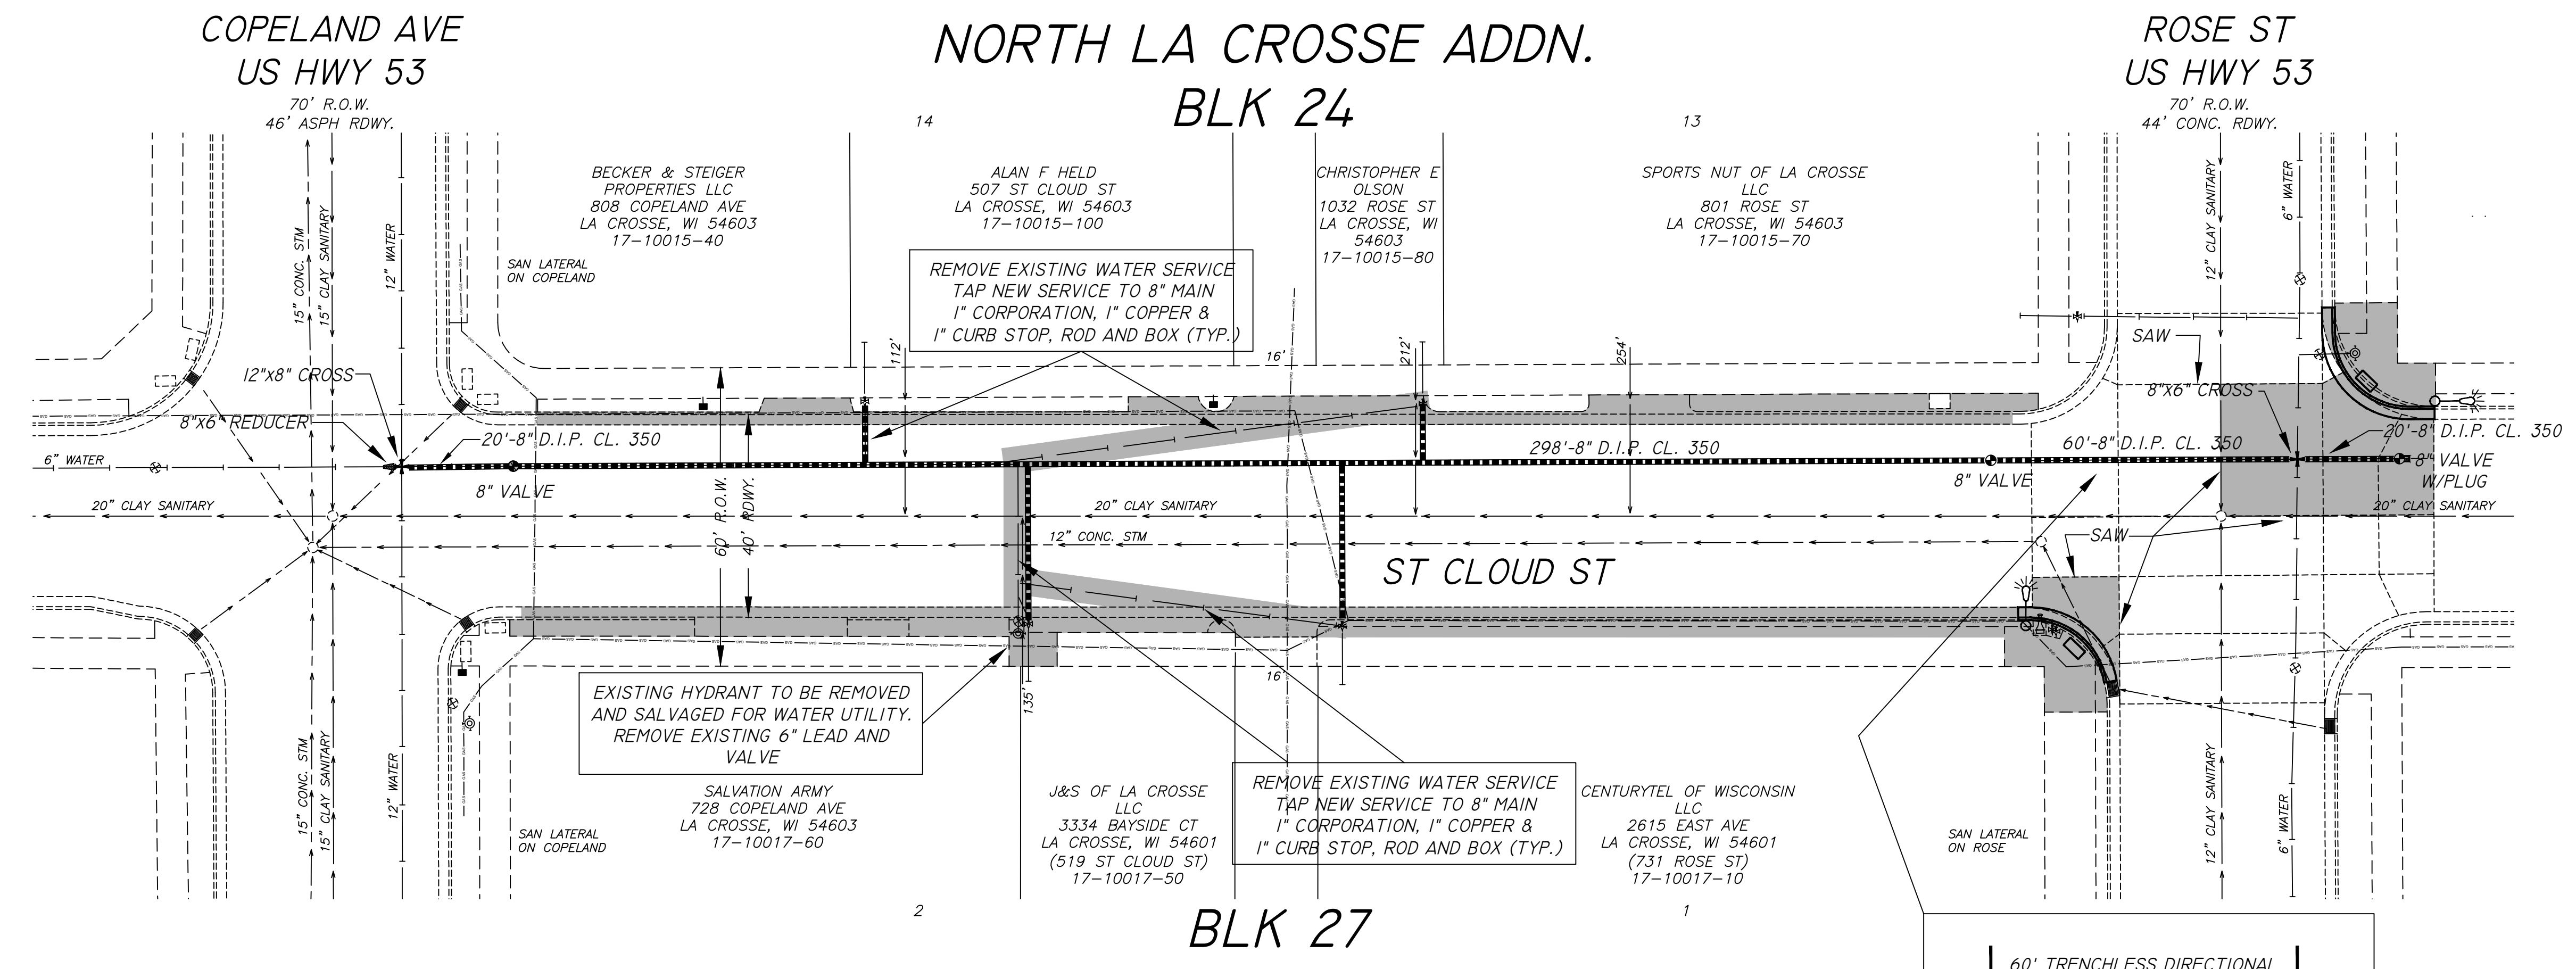 COPELAND AVE
US HWY 53
70' R.O.W.
46' ASPH RDWY.
NORTH LA CROSSE ADDN.
BLK 24
ROSE ST
US HWY 53
70' R.O.W.
44' CONC. RDWY.
14
13
BECKER & STEIGER
PROPERTIES LLC
808 COPELAND AVE
LA CROSSE, WI 54603
17-10015-40
ALAN F HELD
507 ST CLOUD ST
LA CROSSE, WI 54603
17-10015-100
CHRISTOPHER E
OLSON
1032 ROSE ST
LA CROSSE, WI
54603
17-10015-80
SPORTS NUT OF LA CROSSE
LLC
801 ROSE ST
LA CROSSE, WI 54603
17-10015-70
15" CONC. STM
15" CLAY SANITARY
12" WATER
SAN LATERAL
ON COPELAND
REMOVE EXISTING WATER SERVICE
TAP NEW SERVICE TO 8" MAIN
1" CORPORATION, 1" COPPER &
1" CURB STOP, ROD AND BOX (TYP.)
12" CLAY SANITARY
6" WATER
SAW
112'
16'
212'
254'
12"X8" CROSS
8"X6" REDUCER
20'-8" D.I.P. CL. 350
6" WATER
8" VALVE
298'-8" D.I.P. CL. 350
8"X6" CROSS
60'-8" D.I.P. CL. 350
20'-8" D.I.P. CL. 350
8" VALVE
8" VALVE
W/PLUG
20" CLAY SANITARY
60' R.O.W.
40' RDWY.
20" CLAY SANITARY
20" CLAY SANITARY
12" CONC. STM
SAW
ST CLOUD ST
16'
135'
EXISTING HYDRANT TO BE REMOVED
AND SALVAGED FOR WATER UTILITY.
REMOVE EXISTING 6" LEAD AND
VALVE
REMOVE EXISTING WATER SERVICE
TAP NEW SERVICE TO 8" MAIN
1" CORPORATION, 1" COPPER &
1" CURB STOP, ROD AND BOX (TYP.)
15" CONC. STM
15" CLAY SANITARY
12" WATER
SAN LATERAL
ON COPELAND
SALVATION ARMY
728 COPELAND AVE
LA CROSSE, WI 54603
17-10017-60
J&S OF LA CROSSE
LLC
3334 BAYSIDE CT
LA CROSSE, WI 54601
(519 ST CLOUD ST)
17-10017-50
CENTURYTEL OF WISCONSIN
LLC
2615 EAST AVE
LA CROSSE, WI 54601
(731 ROSE ST)
17-10017-10
SAN LATERAL
ON ROSE
12" CLAY SANITARY
6" WATER
2
1
BLK 27
60' TRENCHLESS DIRECTIONAL